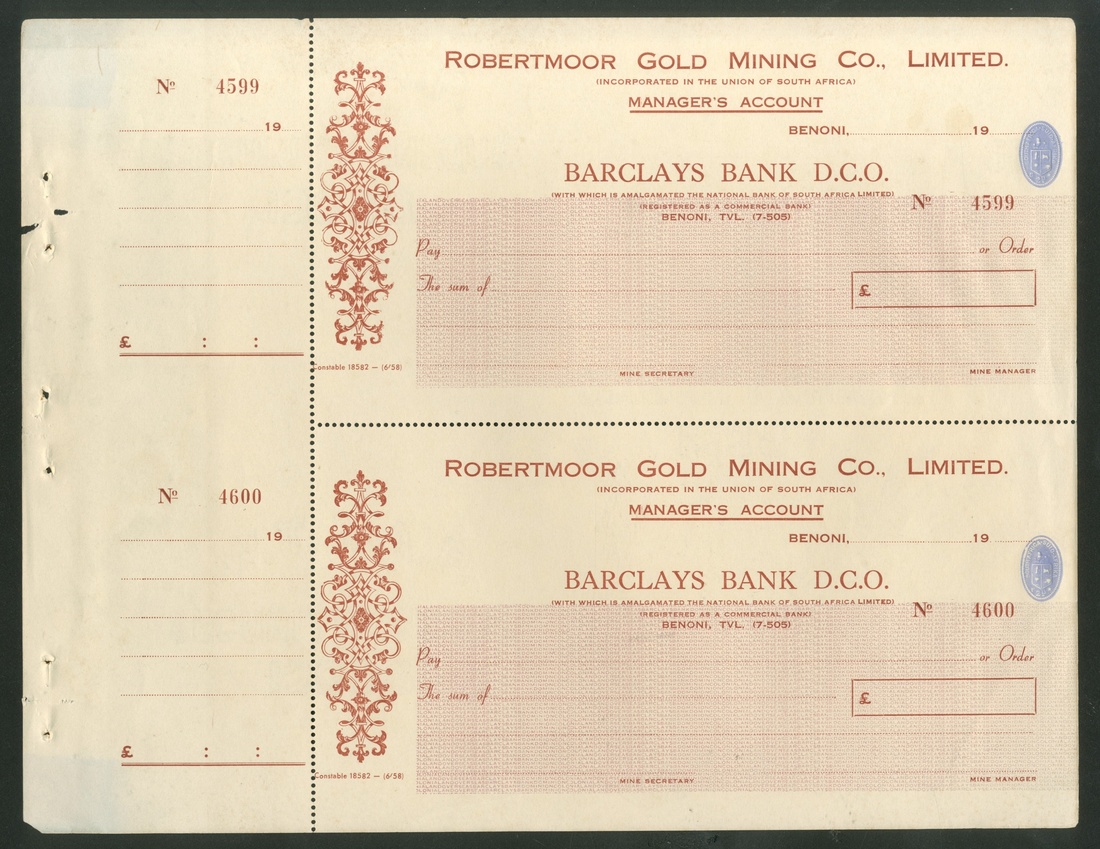 Nº 4599
19
£ : :
ROBERTMOOR GOLD MINING CO., LIMITED.
(INCORPORATED IN THE UNION OF SOUTH AFRICA)
MANAGER'S ACCOUNT
BENONI, 19
BARCLAYS BANK D.C.O.
(WITH WHICH IS AMALGAMATED THE NATIONAL BANK OF SOUTH AFRICA LIMITED)
(REGISTERED AS A COMMERCIAL BANK)
BENONI, TVL. (7-505)
Nº 4599
Pay or Order
The sum of
£
Constable 18582 — (6/58)
MINE SECRETARY MINE MANAGER
Nº 4600
19
£ : :
ROBERTMOOR GOLD MINING CO., LIMITED.
(INCORPORATED IN THE UNION OF SOUTH AFRICA)
MANAGER'S ACCOUNT
BENONI, 19
BARCLAYS BANK D.C.O.
(WITH WHICH IS AMALGAMATED THE NATIONAL BANK OF SOUTH AFRICA LIMITED)
(REGISTERED AS A COMMERCIAL BANK)
BENONI, TVL. (7-505)
Nº 4600
Pay or Order
The sum of
£
Constable 18582 — (6/58)
MINE SECRETARY MINE MANAGER